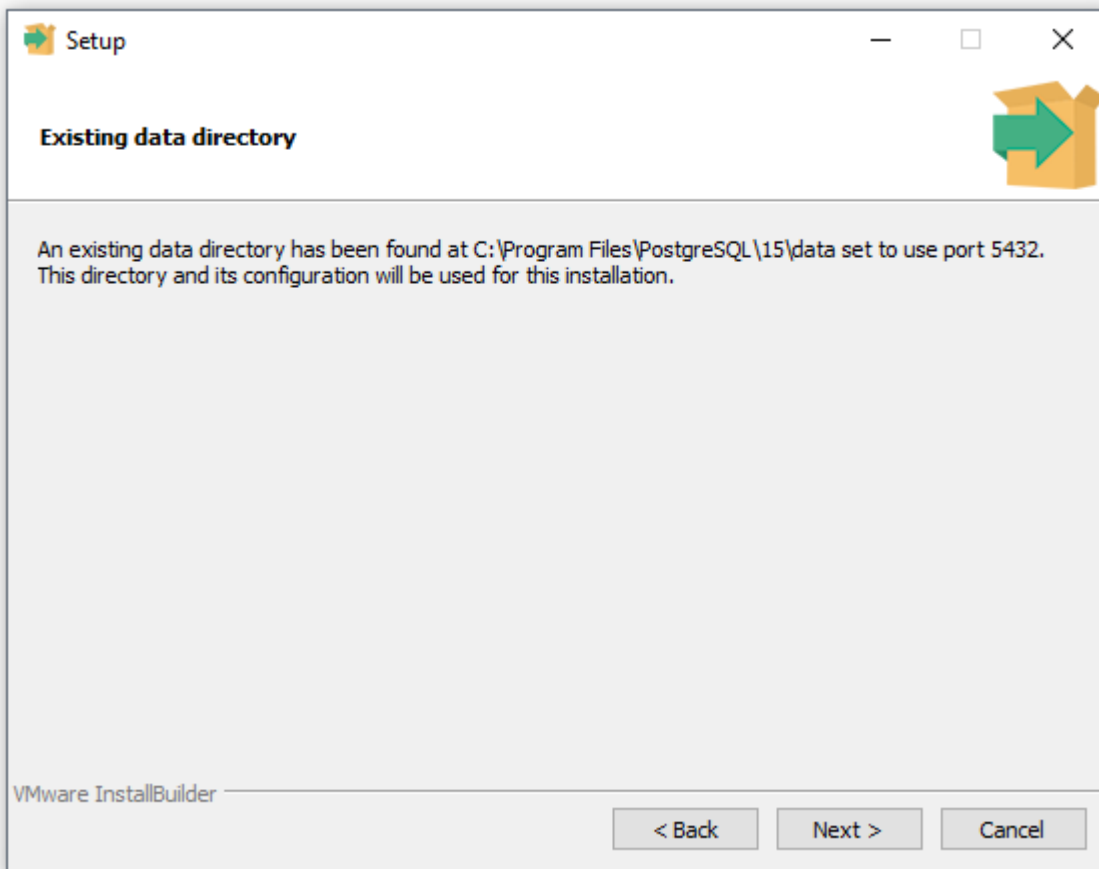 Setup
Existing data directory
An existing data directory has been found at C:\Program Files\PostgreSQL\15\data set to use port 5432.
This directory and its configuration will be used for this installation.
VMware InstallBuilder
< Back
Next >
Cancel